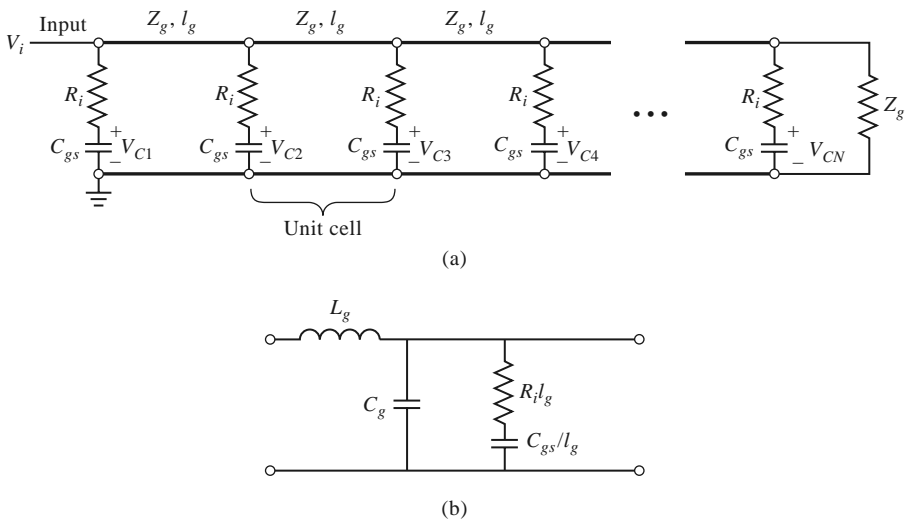 Input
Z_g, l_g Z_g, l_g Z_g, l_g
V_i
R_i R_i R_i R_i R_i Z_g
...
C_gs + − V_C1 C_gs + − V_C2 C_gs + − V_C3 C_gs + − V_C4 C_gs + − V_CN
Unit cell
(a)
L_g
R_i l_g
C_g
C_gs/l_g
(b)